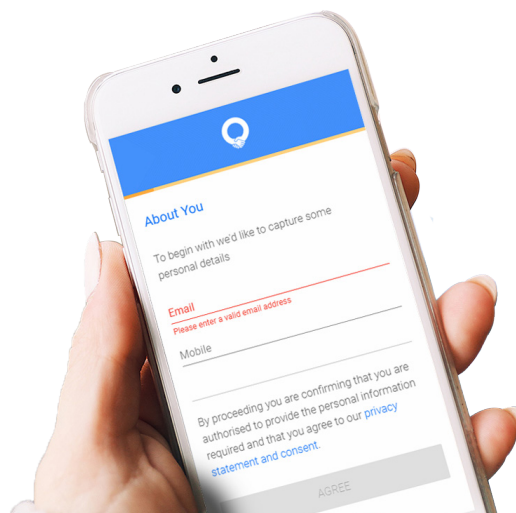 About You
To begin with we'd like to capture some
personal details
Email
Please enter a valid email address
Mobile
By proceeding you are confirming that you are
authorised to provide the personal information
required and that you agree to our privacy
statement and consent.
AGREE